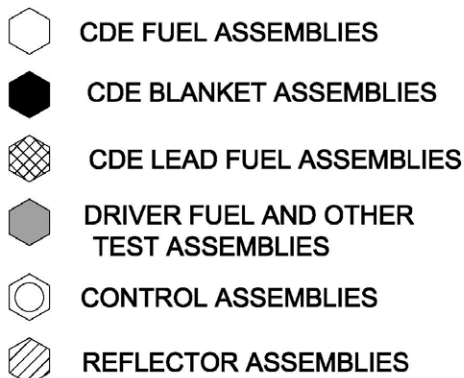 CDE FUEL ASSEMBLIES
CDE BLANKET ASSEMBLIES
CDE LEAD FUEL ASSEMBLIES
DRIVER FUEL AND OTHER
TEST ASSEMBLIES
CONTROL ASSEMBLIES
REFLECTOR ASSEMBLIES